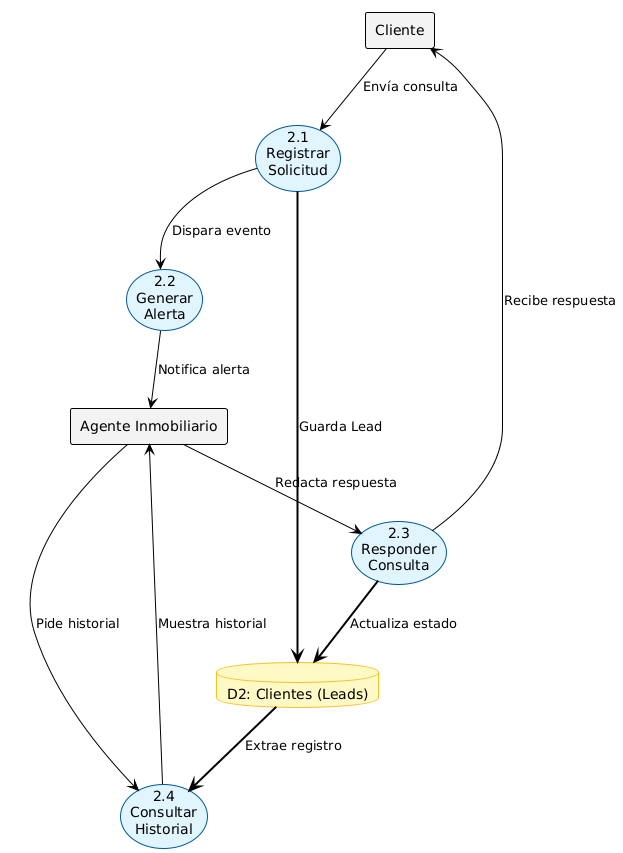 Cliente
Envía consulta
2.1
Registrar
Solicitud
Dispara evento
2.2
Generar
Alerta
Recibe respuesta
Notifica alerta
Agente Inmobiliario
Guarda Lead
Redacta respuesta
2.3
Responder
Consulta
Pide historial
Muestra historial
Actualiza estado
D2: Clientes (Leads)
Extrae registro
2.4
Consultar
Historial